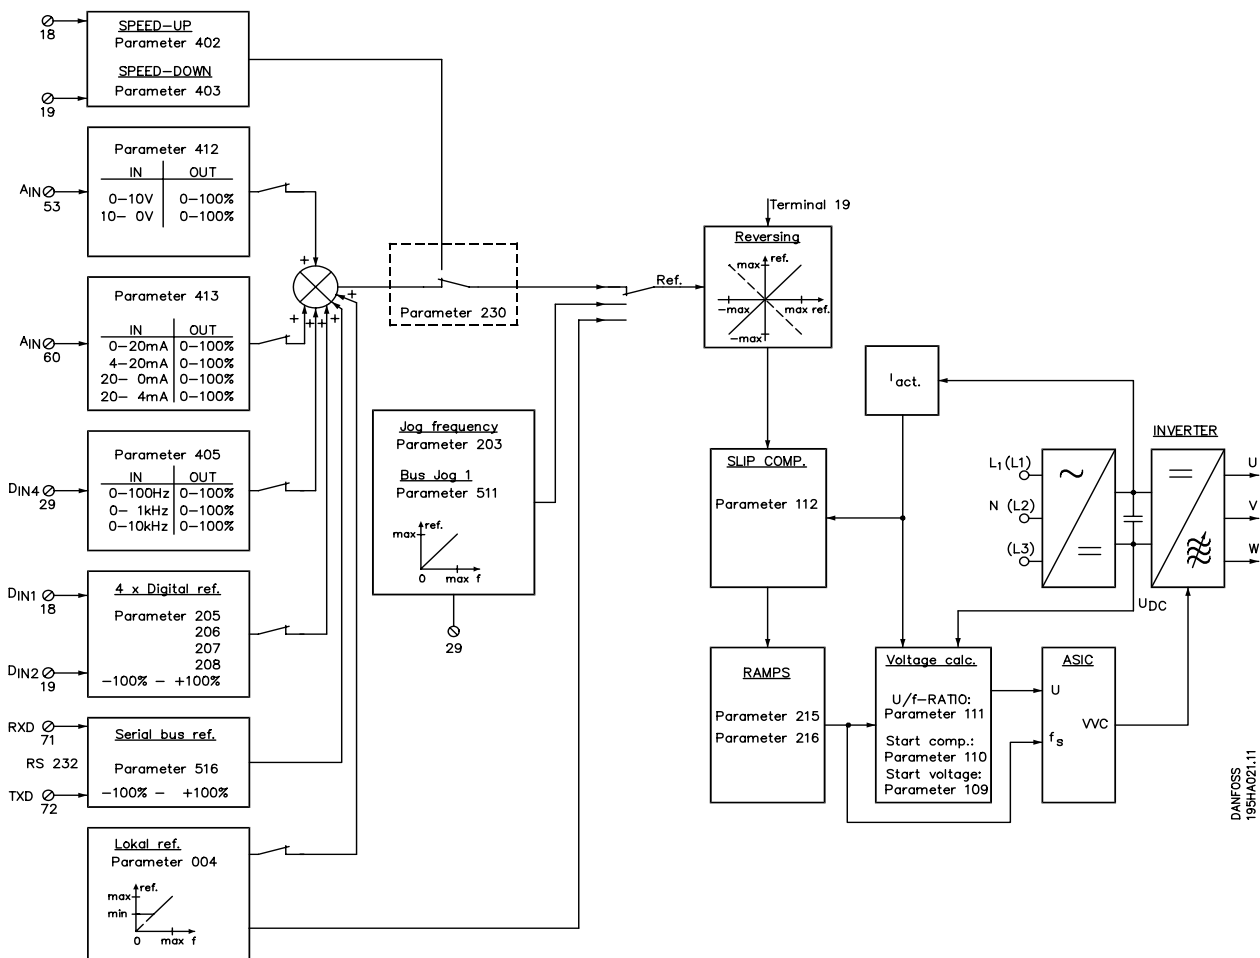 18
SPEED-UP
Parameter 402
SPEED-DOWN
Parameter 403
19
Parameter 412
IN OUT
0-10V 0-100%
10- 0V 0-100%
AIN
53
Parameter 413
IN OUT
0-20mA 0-100%
4-20mA 0-100%
20- 0mA 0-100%
20- 4mA 0-100%
AIN
60
Parameter 405
IN OUT
0-100Hz 0-100%
0- 1kHz 0-100%
0-10kHz 0-100%
DIN4
29
4 x Digital ref.
Parameter 205
206
207
208
-100% - +100%
DIN1
18
DIN2
19
RXD
71
RS 232
TXD
72
Serial bus ref.
Parameter 516
-100% - +100%
Lokal ref.
Parameter 004
ref.
max
min
0 max f
+
+
+
+
+
+
Parameter 230
Jog frequency
Parameter 203
Bus Jog 1
Parameter 511
ref.
max
0 max f
29
Ref.
Terminal 19
Reversing
max ref.
-max max ref.
-max
SLIP COMP.
Parameter 112
RAMPS
Parameter 215
Parameter 216
Iact.
Voltage calc.
U/f-RATIO:
Parameter 111
Start comp.:
Parameter 110
Start voltage:
Parameter 109
L1 (L1)
N (L2)
(L3)
UDC
INVERTER
U
V
W
ASIC
U
VVC
fs
DANFOSS
195HA021.11